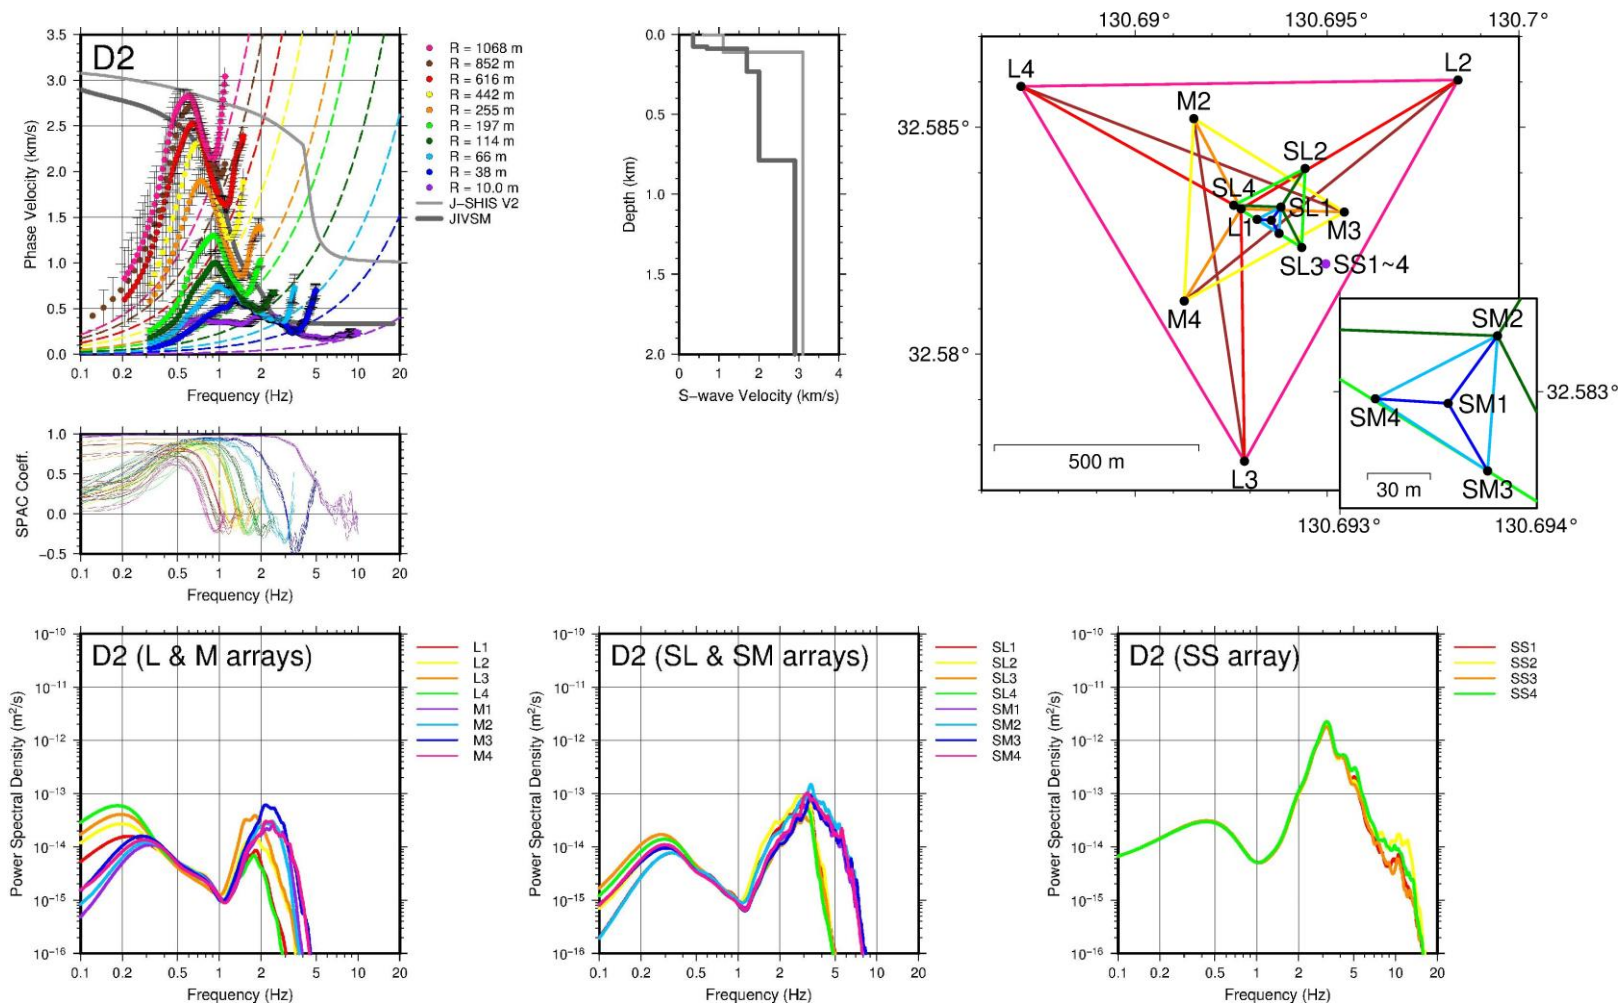 D2
3.5
3.0
2.5
2.0
1.5
1.0
0.5
0.0
Phase Velocity (km/s)
0.1 0.2 0.5 1 2 5 10 20
Frequency (Hz)
R = 1068 m
R = 852 m
R = 616 m
R = 442 m
R = 255 m
R = 197 m
R = 114 m
R = 66 m
R = 38 m
R = 10.0 m
J-SHIS V2
JIVSM
0.0
0.5
1.0
1.5
2.0
Depth (km)
0 1 2 3 4
S-wave Velocity (km/s)
130.69° 130.695° 130.7°
32.585°
32.58°
L4
L2
M2
SL2
SL4
SL1
L1
M3
SL3
SS1~4
M4
L3
500 m
SM2
SM1
SM4
SM3
30 m
32.583°
130.693° 130.694°
1.0
0.5
0.0
-0.5
SPAC Coeff.
0.1 0.2 0.5 1 2 5 10 20
Frequency (Hz)
D2 (L & M arrays)
10⁻¹⁰
10⁻¹¹
10⁻¹²
10⁻¹³
10⁻¹⁴
10⁻¹⁵
10⁻¹⁶
Power Spectral Density (m²/s)
0.1 0.2 0.5 1 2 5 10 20
Frequency (Hz)
L1
L2
L3
L4
M1
M2
M3
M4
D2 (SL & SM arrays)
10⁻¹⁰
10⁻¹¹
10⁻¹²
10⁻¹³
10⁻¹⁴
10⁻¹⁵
10⁻¹⁶
Power Spectral Density (m²/s)
0.1 0.2 0.5 1 2 5 10 20
Frequency (Hz)
SL1
SL2
SL3
SL4
SM1
SM2
SM3
SM4
D2 (SS array)
10⁻¹⁰
10⁻¹¹
10⁻¹²
10⁻¹³
10⁻¹⁴
10⁻¹⁵
10⁻¹⁶
Power Spectral Density (m²/s)
0.1 0.2 0.5 1 2 5 10 20
Frequency (Hz)
SS1
SS2
SS3
SS4